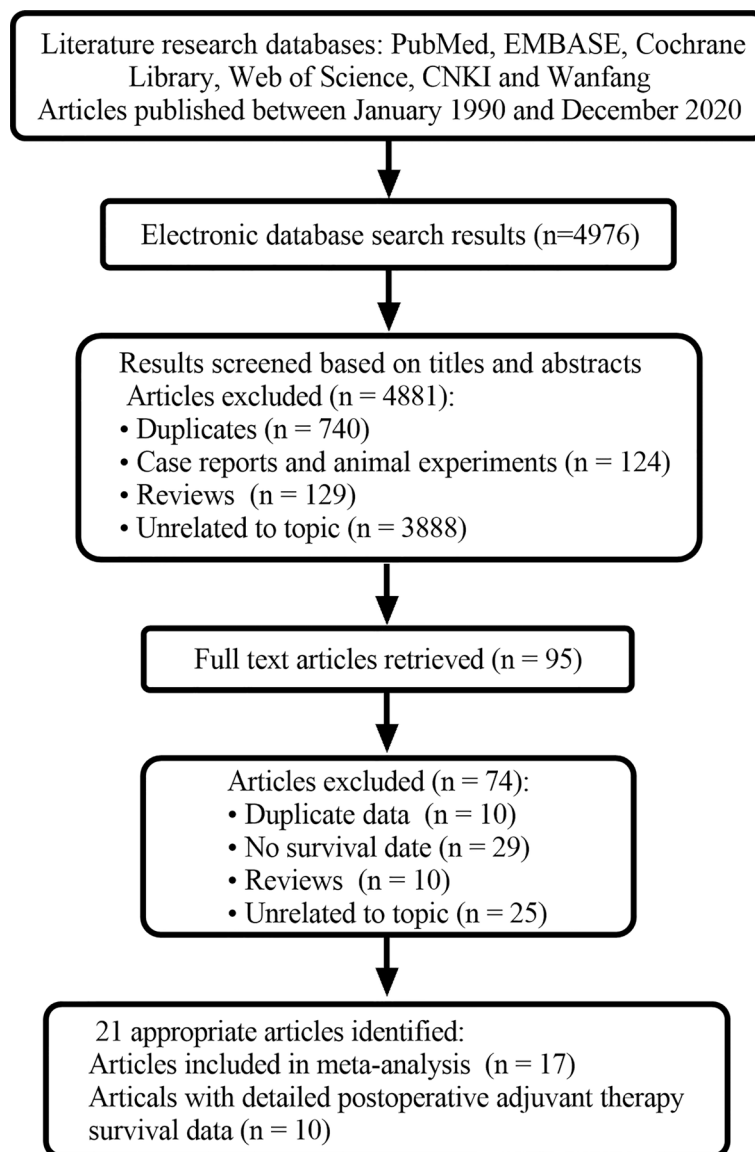 Literature research databases: PubMed, EMBASE, Cochrane
Library, Web of Science, CNKI and Wanfang
Articles published between January 1990 and December 2020
Electronic database search results (n=4976)
Results screened based on titles and abstracts
Articles excluded (n = 4881):
• Duplicates (n = 740)
• Case reports and animal experiments (n = 124)
• Reviews (n = 129)
• Unrelated to topic (n = 3888)
Full text articles retrieved (n = 95)
Articles excluded (n = 74):
• Duplicate data (n = 10)
• No survival date (n = 29)
• Reviews (n = 10)
• Unrelated to topic (n = 25)
21 appropriate articles identified:
Articles included in meta-analysis (n = 17)
Articals with detailed postoperative adjuvant therapy
survival data (n = 10)